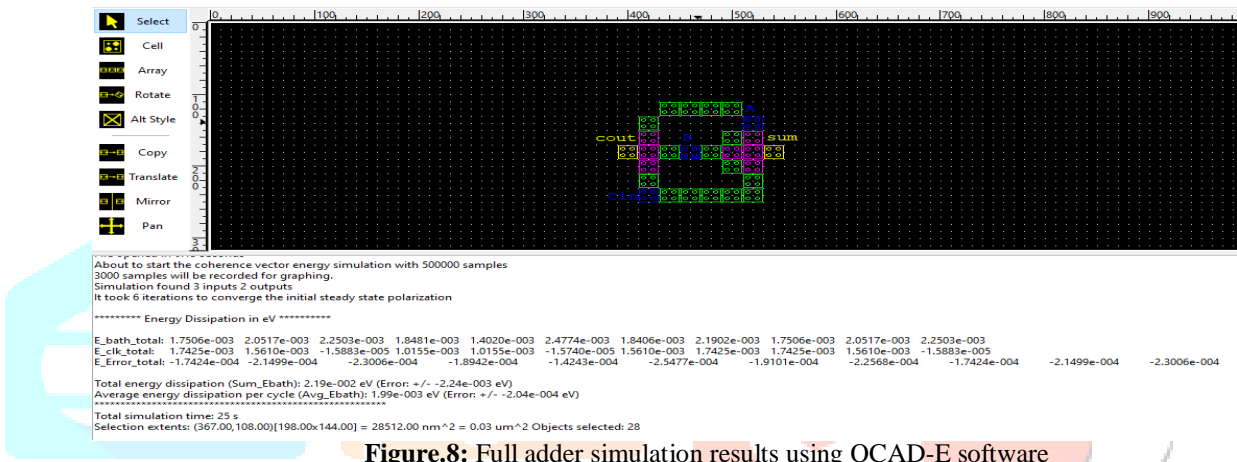 Select
Cell
Array
Rotate
Alt Style
Copy
Translate
Mirror
Pan
0 100 200 300 400 500 600 700 800 900
0
100
200
A
cout B sum
Cin
About to start the coherence vector energy simulation with 500000 samples
3000 samples will be recorded for graphing.
Simulation found 3 inputs 2 outputs
It took 6 iterations to converge the initial steady state polarization
********* Energy Dissipation in eV **********
E_bath_total: 1.7506e-003 2.0517e-003 2.2503e-003 1.8481e-003 1.4020e-003 2.4774e-003 1.8406e-003 2.1902e-003 1.7506e-003 2.0517e-003 2.2503e-003
E_clk_total: 1.7425e-003 1.5610e-003 -1.5883e-005 1.0155e-003 1.0155e-003 -1.5740e-005 1.5610e-003 1.7425e-003 1.7425e-003 1.5610e-003 -1.5883e-005
E_Error_total: -1.7424e-004 -2.1499e-004 -2.3006e-004 -1.8942e-004 -1.4243e-004 -2.5477e-004 -1.9101e-004 -2.2568e-004 -1.7424e-004 -2.1499e-004 -2.3006e-004
Total energy dissipation (Sum_Ebath): 2.19e-002 eV (Error: +/- -2.24e-003 eV)
Average energy dissipation per cycle (Avg_Ebath): 1.99e-003 eV (Error: +/- -2.04e-004 eV)
**********************************************************
Total simulation time: 25 s
Selection extents: (367.00,108.00)[198.00x144.00] = 28512.00 nm^2 = 0.03 um^2 Objects selected: 28
Figure.8: Full adder simulation results using QCAD-E software